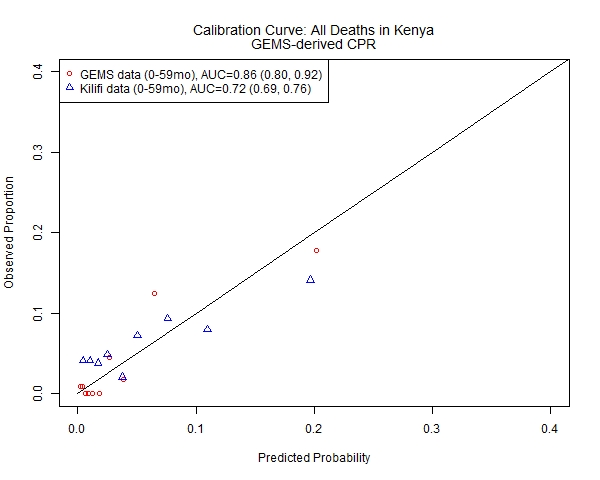 Calibration Curve: All Deaths in Kenya
GEMS-derived CPR
GEMS data (0-59mo), AUC=0.86 (0.80, 0.92)
Kilifi data (0-59mo), AUC=0.72 (0.69, 0.76)
Observed Proportion
0.4
0.3
0.2
0.1
0.0
0.0 0.1 0.2 0.3 0.4
Predicted Probability